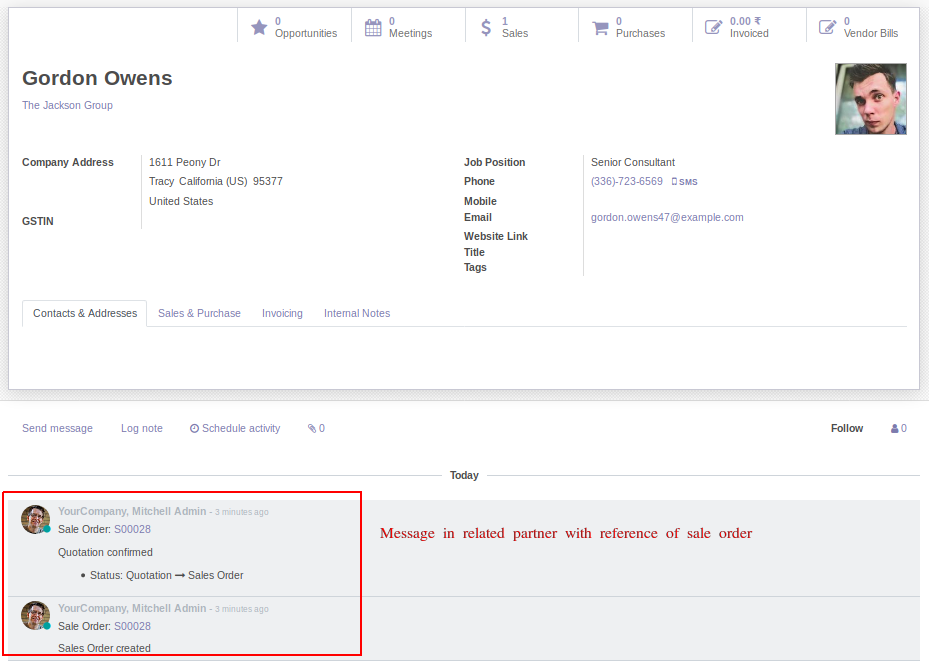 0 Opportunities
0 Meetings
1 Sales
0 Purchases
0.00 ₹ Invoiced
0 Vendor Bills
Gordon Owens
The Jackson Group
Company Address
1611 Peony Dr
Tracy California (US) 95377
United States
GSTIN
Job Position Senior Consultant
Phone (336)-723-6569 SMS
Mobile
Email gordon.owens47@example.com
Website Link
Title
Tags
Contacts & Addresses Sales & Purchase Invoicing Internal Notes
Send message Log note Schedule activity 0 Follow 0
Today
YourCompany, Mitchell Admin - 3 minutes ago
Sale Order: S00028
Message in related partner with reference of sale order
Quotation confirmed
• Status: Quotation → Sales Order
YourCompany, Mitchell Admin - 3 minutes ago
Sale Order: S00028
Sales Order created